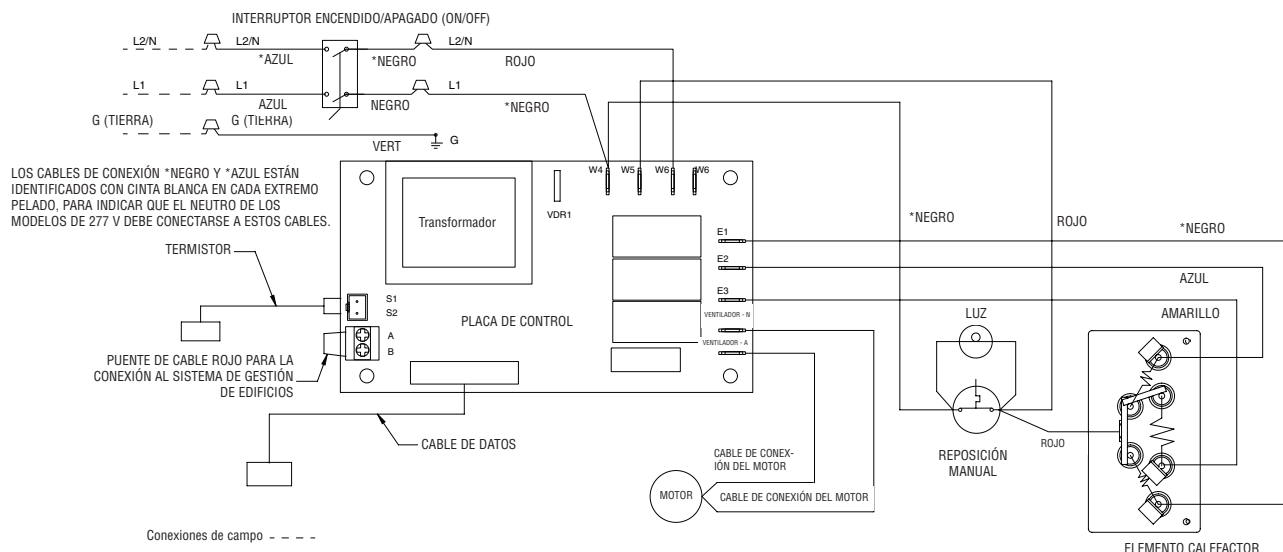 INTERRUPTOR ENCENDIDO/APAGADO (ON/OFF)
L2/N
L2/N
*AZUL
*NEGRO
L2/N
ROJO
L1
L1
AZUL
NEGRO
L1
*NEGRO
G (TIERRA)
G (TIERRA)
VERT
G
LOS CABLES DE CONEXIÓN *NEGRO Y *AZUL ESTÁN
IDENTIFICADOS CON CINTA BLANCA EN CADA EXTREMO
PELADO, PARA INDICAR QUE EL NEUTRO DE LOS
MODELOS DE 277 V DEBE CONECTARSE A ESTOS CABLES.
Transformador
VDR1
W4
W5
W6
W6
*NEGRO
ROJO
*NEGRO
E1
E2
E3
AZUL
AMARILLO
TERMISTOR
S1
S2
A
B
PLACA DE CONTROL
VENTILADOR - N
VENTILADOR - A
LUZ
PUENTE DE CABLE ROJO PARA LA
CONEXIÓN AL SISTEMA DE GESTIÓN
DE EDIFICIOS
CABLE DE DATOS
CABLE DE CONEX-
IÓN DEL MOTOR
MOTOR
CABLE DE CONEXIÓN DEL MOTOR
REPOSICIÓN
MANUAL
ROJO
Conexiones de campo
ELEMENTO CALEFACTOR